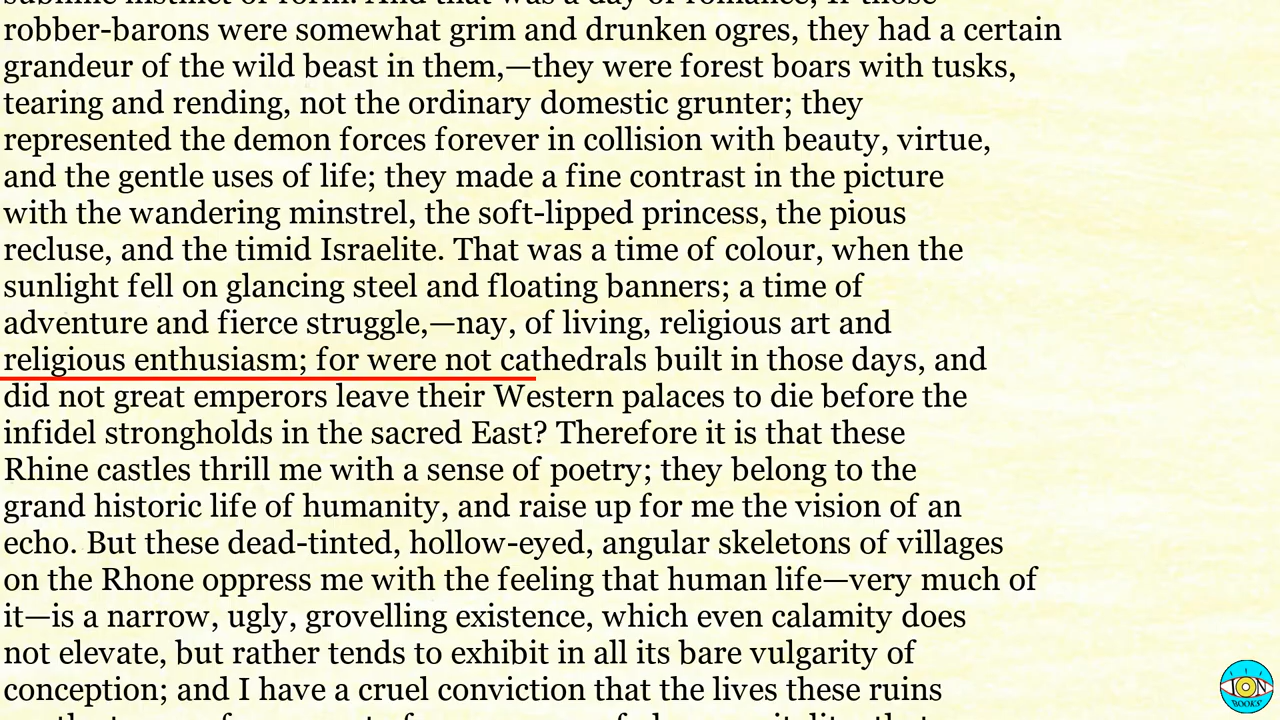 sublime instinct of form. And that was a day of romance; If those
robber-barons were somewhat grim and drunken ogres, they had a certain
grandeur of the wild beast in them,—they were forest boars with tusks,
tearing and rending, not the ordinary domestic grunter; they
represented the demon forces forever in collision with beauty, virtue,
and the gentle uses of life; they made a fine contrast in the picture
with the wandering minstrel, the soft-lipped princess, the pious
recluse, and the timid Israelite. That was a time of colour, when the
sunlight fell on glancing steel and floating banners; a time of
adventure and fierce struggle,—nay, of living, religious art and
religious enthusiasm; for were not cathedrals built in those days, and
did not great emperors leave their Western palaces to die before the
infidel strongholds in the sacred East? Therefore it is that these
Rhine castles thrill me with a sense of poetry; they belong to the
grand historic life of humanity, and raise up for me the vision of an
echo. But these dead-tinted, hollow-eyed, angular skeletons of villages
on the Rhone oppress me with the feeling that human life—very much of
it—is a narrow, ugly, grovelling existence, which even calamity does
not elevate, but rather tends to exhibit in all its bare vulgarity of
conception; and I have a cruel conviction that the lives these ruins
ION
BOOKS